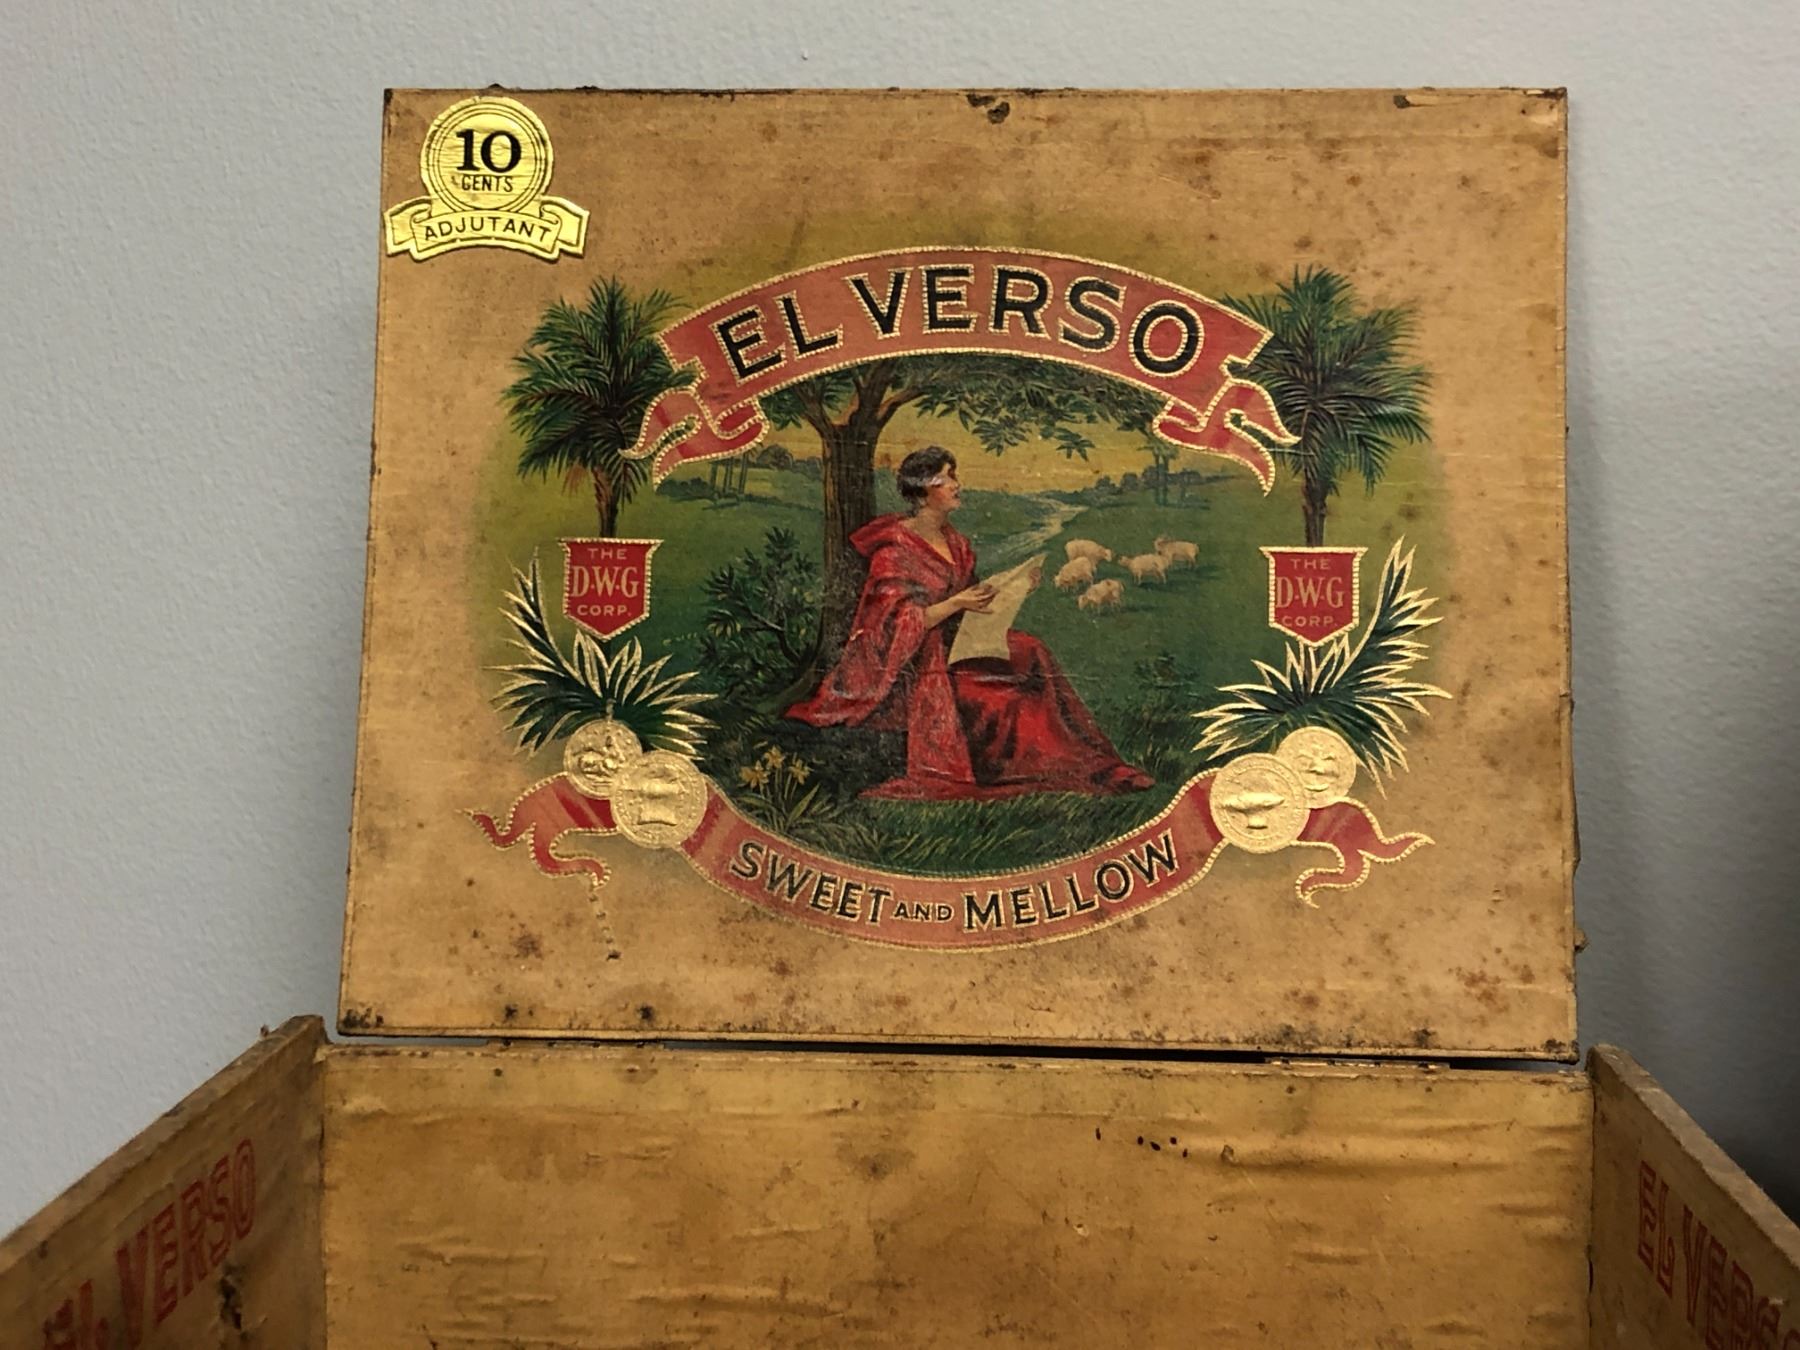 10
CENTS
ADJUTANT
EL VERSO
THE
D·W·G
CORP.
THE
D·W·G
CORP.
SWEET AND MELLOW
EL VERSO
EL VERSO